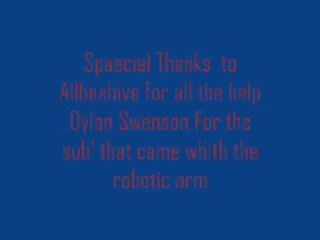 Spaecial Thanks to
Allbeehive for all the help
Dylan Swenson For the
sub' that came whith the
robotic arm